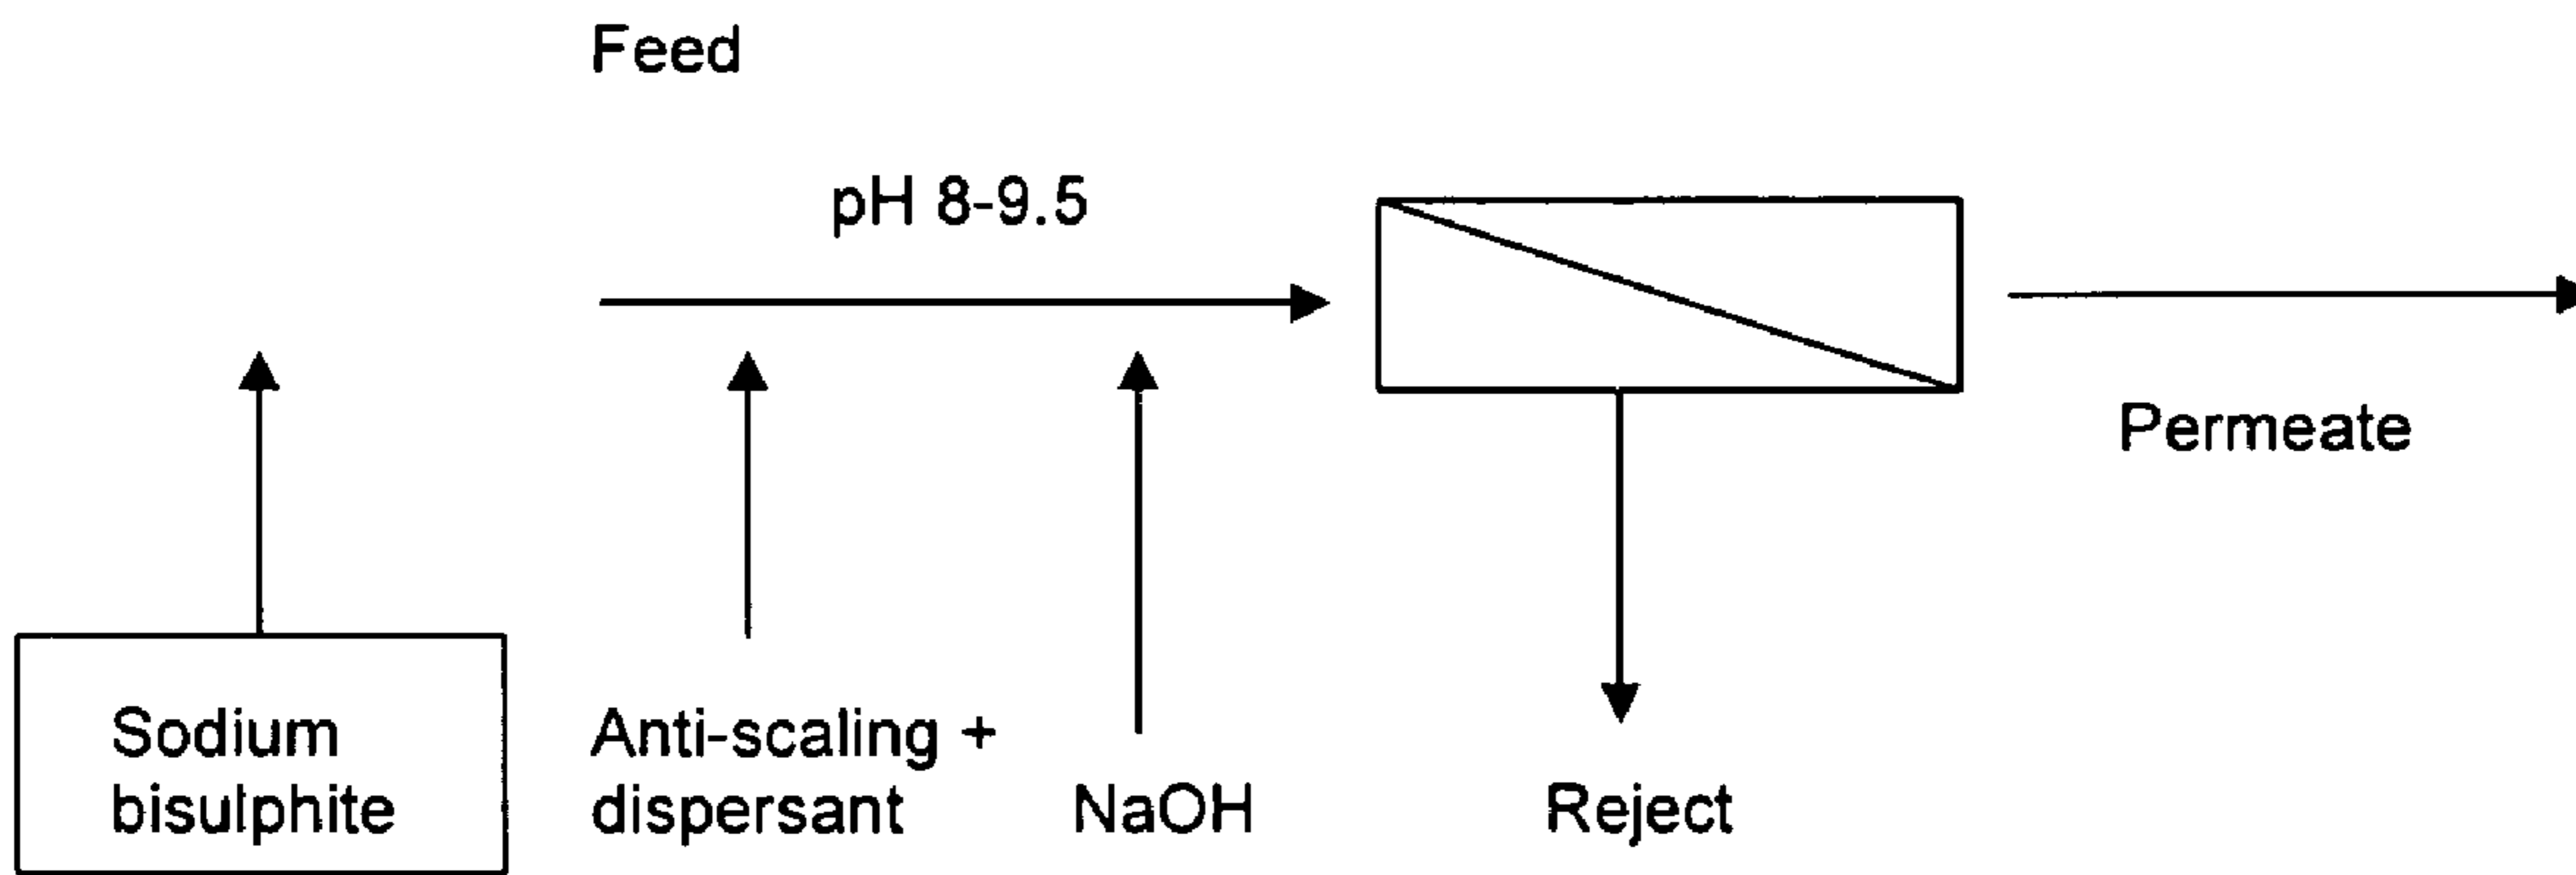 Feed
pH 8-9.5
Permeate
Sodium
bisulphite
Anti-scaling +
dispersant
NaOH
Reject